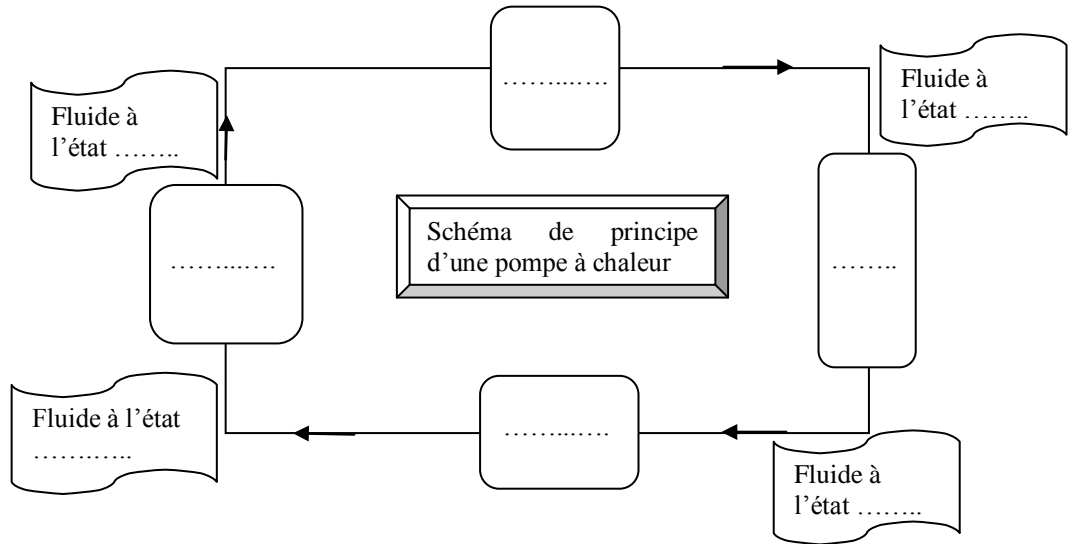 ……..….
Fluide à
l’état ……..
Fluide à
l’état ……..
Schéma de principe
d’une pompe à chaleur
……...….
……..
Fluide à l’état
…….…..
……...….
Fluide à
l’état ……..